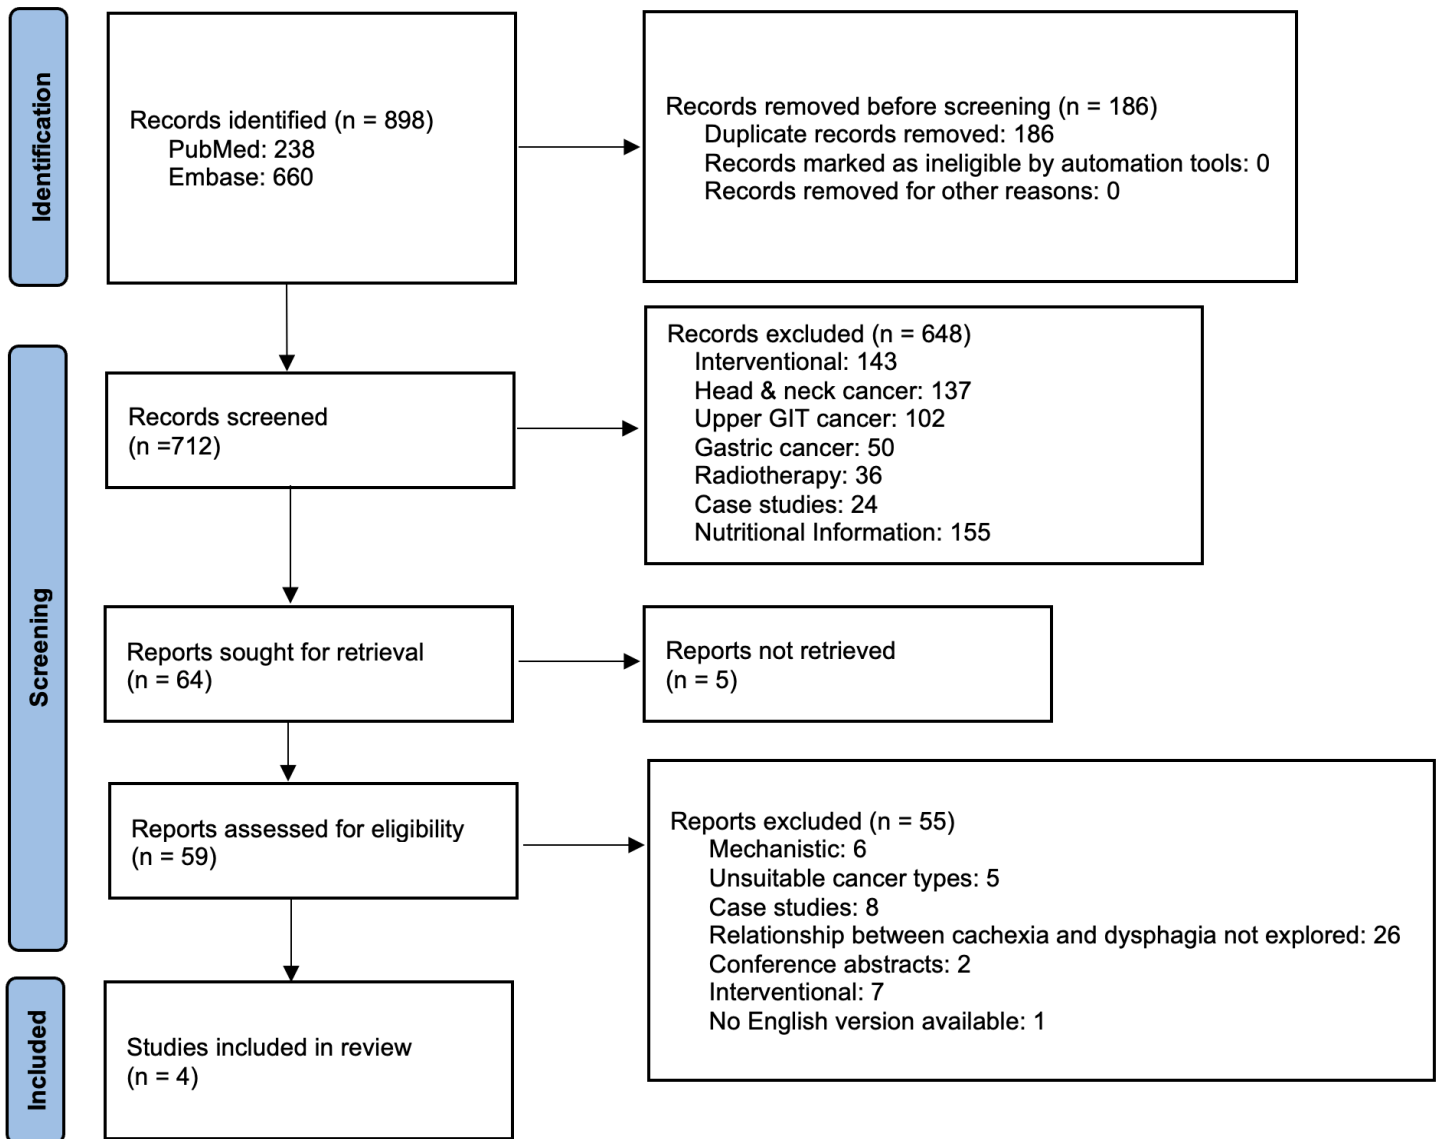 Identification
Records identified (n = 898)
PubMed: 238
Embase: 660
Records removed before screening (n = 186)
Duplicate records removed: 186
Records marked as ineligible by automation tools: 0
Records removed for other reasons: 0
Screening
Records screened
(n =712)
Records excluded (n = 648)
Interventional: 143
Head & neck cancer: 137
Upper GIT cancer: 102
Gastric cancer: 50
Radiotherapy: 36
Case studies: 24
Nutritional Information: 155
Reports sought for retrieval
(n = 64)
Reports not retrieved
(n = 5)
Reports assessed for eligibility
(n = 59)
Reports excluded (n = 55)
Mechanistic: 6
Unsuitable cancer types: 5
Case studies: 8
Relationship between cachexia and dysphagia not explored: 26
Conference abstracts: 2
Interventional: 7
No English version available: 1
Included
Studies included in review
(n = 4)